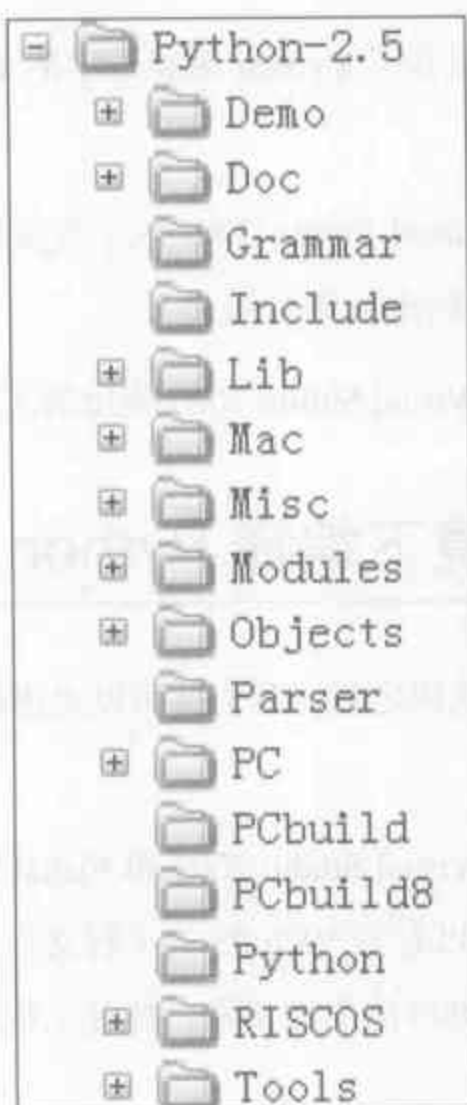 Python-2.5
Demo
Doc
Grammar
Include
Lib
Mac
Misc
Modules
Objects
Parser
PC
PCbuild
PCbuild8
Python
RISCOS
Tools